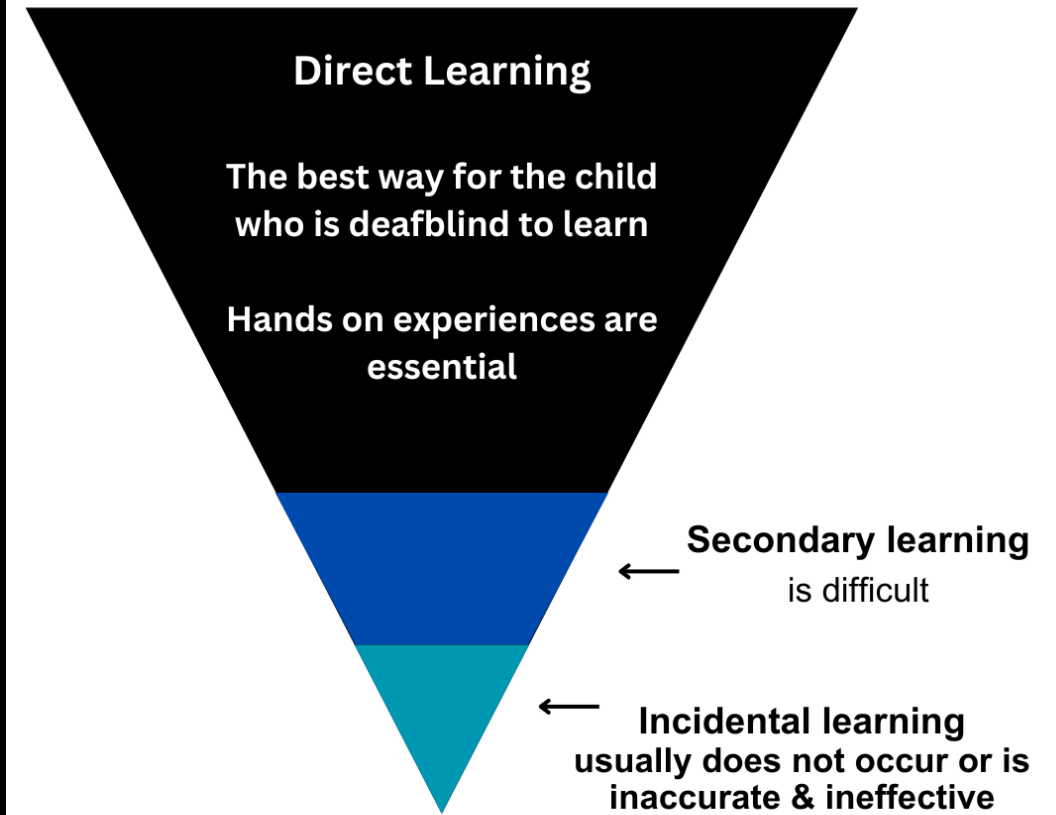 Direct Learning
The best way for the child
who is deafblind to learn
Hands on experiences are
essential
Secondary learning
is difficult
Incidental learning
usually does not occur or is
inaccurate & ineffective